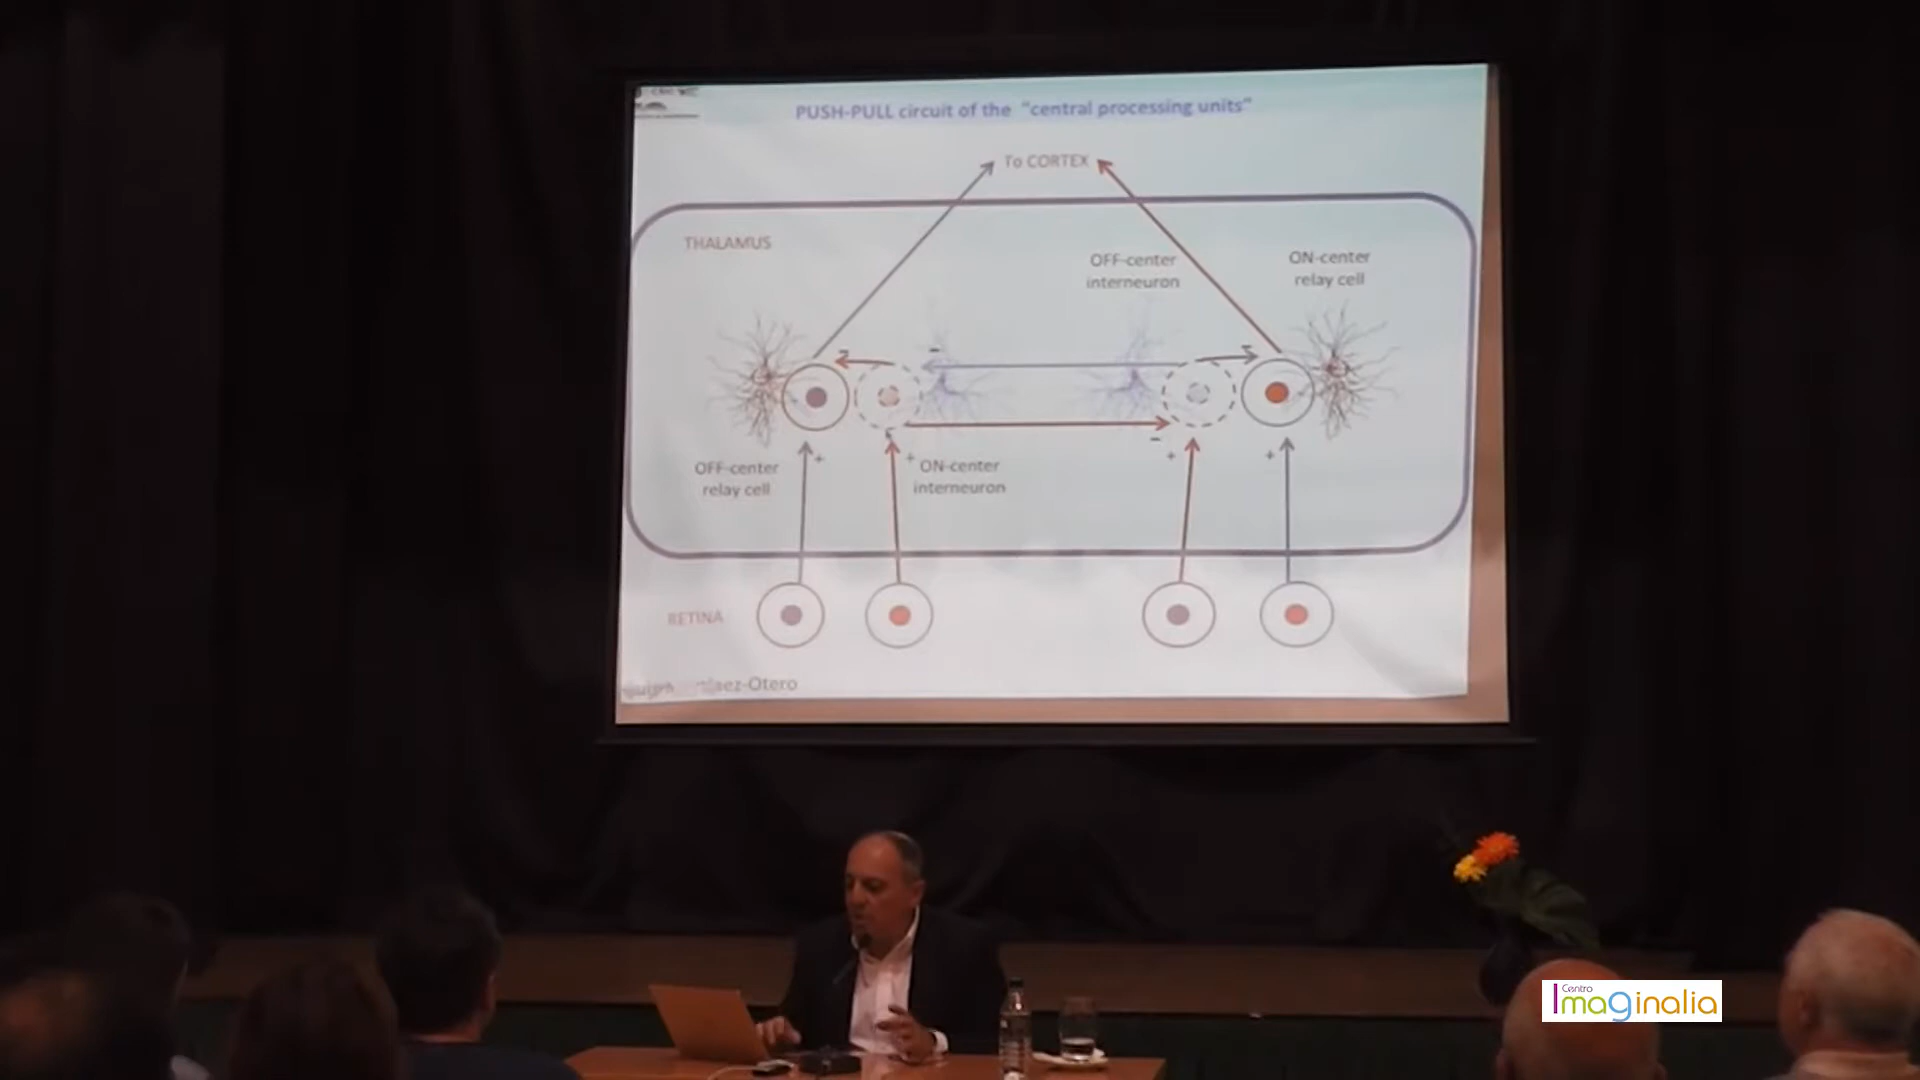 PUSH-PULL circuit of the "central processing units"
To CORTEX
THALAMUS
OFF-center
interneuron
ON-center
relay cell
-
-
-
-
OFF-center
relay cell
+
+
ON-center
interneuron
+
+
RETINA
ez-Otero
Centro
Imaginalia